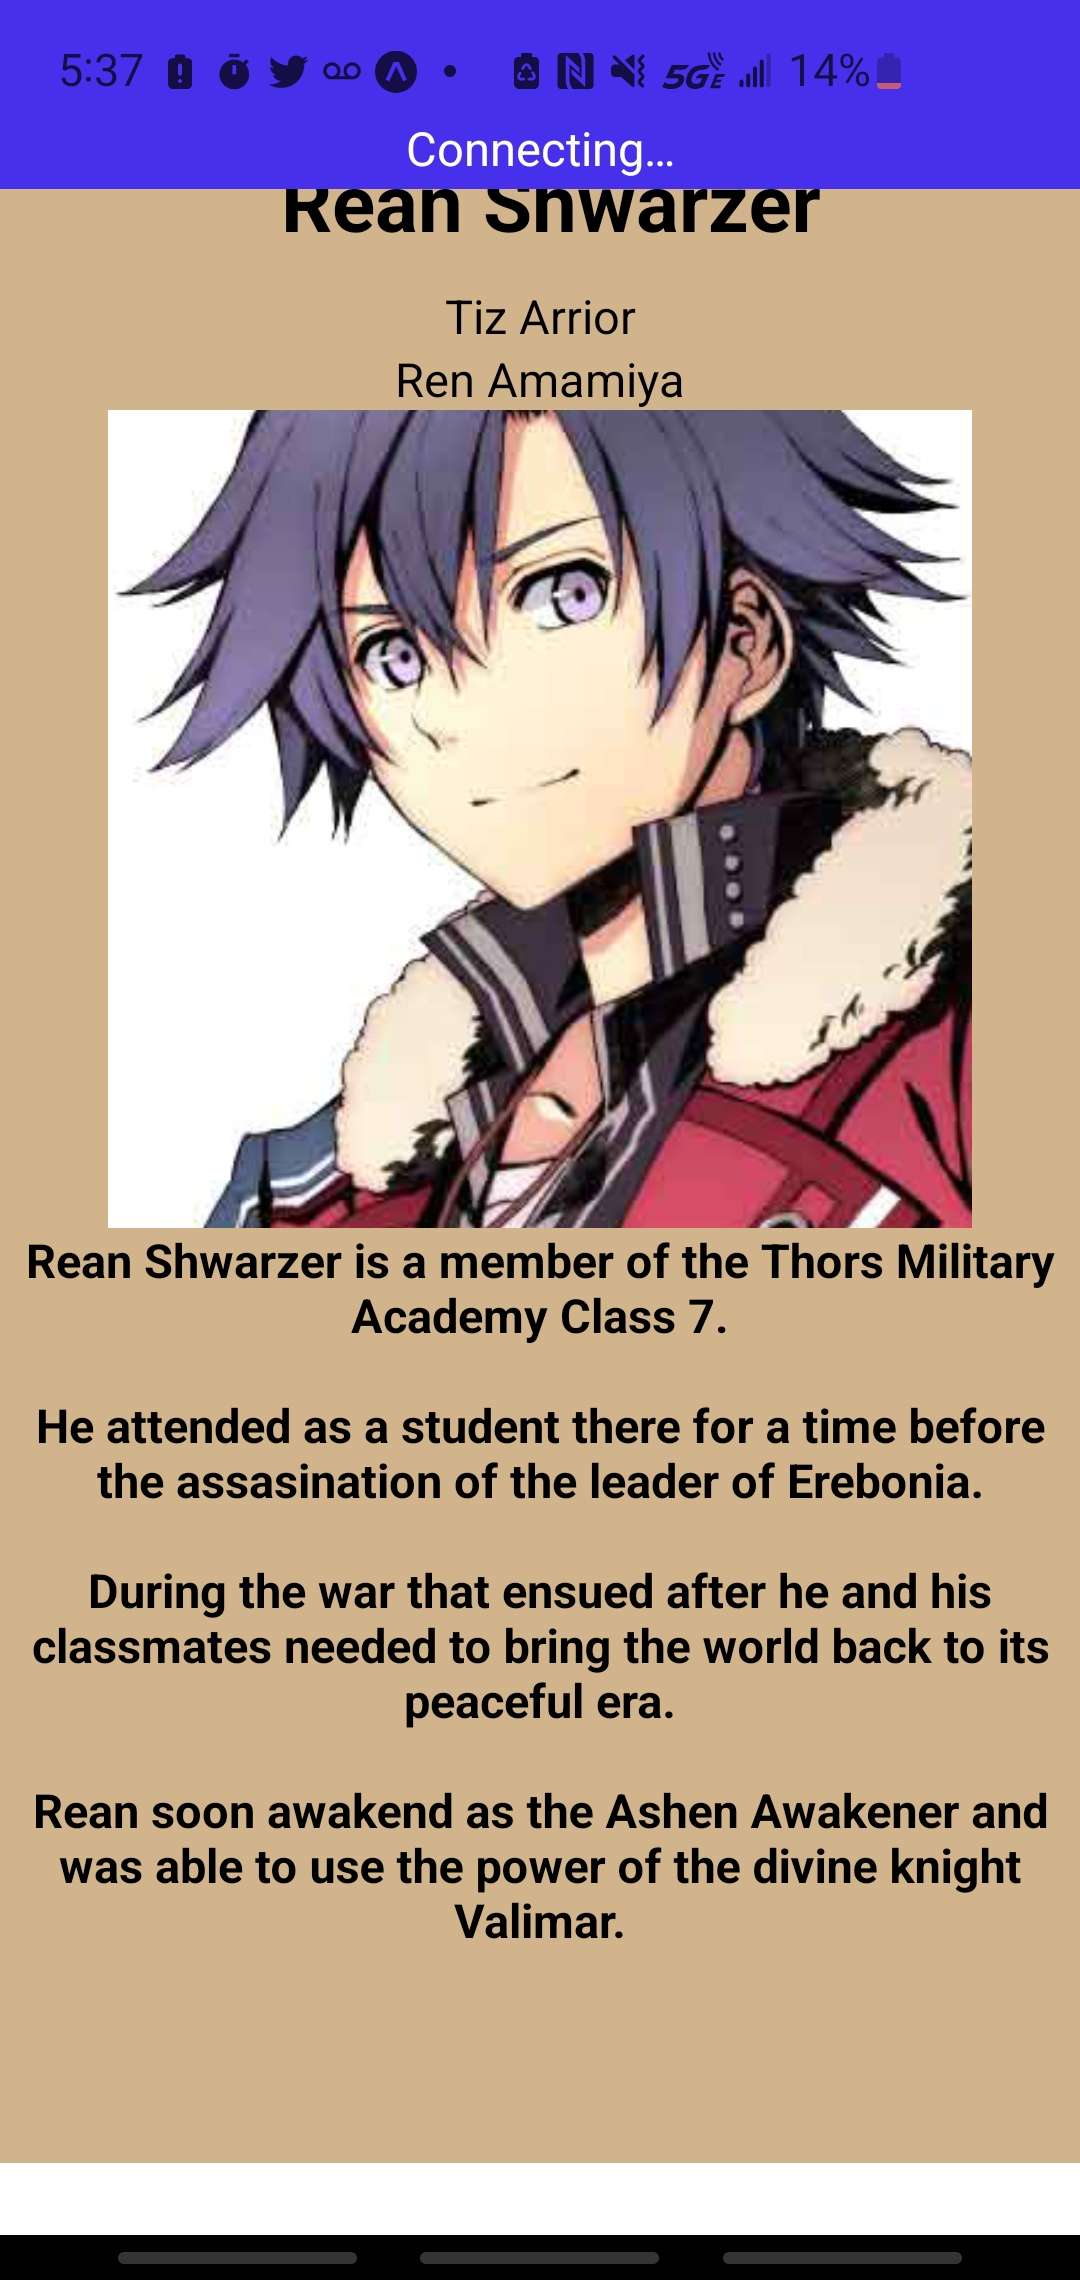 5:37
5GE
14%
Connecting...
Rean Shwarzer
Tiz Arrior
Ren Amamiya
Rean Shwarzer is a member of the Thors Military
Academy Class 7.
He attended as a student there for a time before
the assasination of the leader of Erebonia.
During the war that ensued after he and his
classmates needed to bring the world back to its
peaceful era.
Rean soon awakend as the Ashen Awakener and
was able to use the power of the divine knight
Valimar.